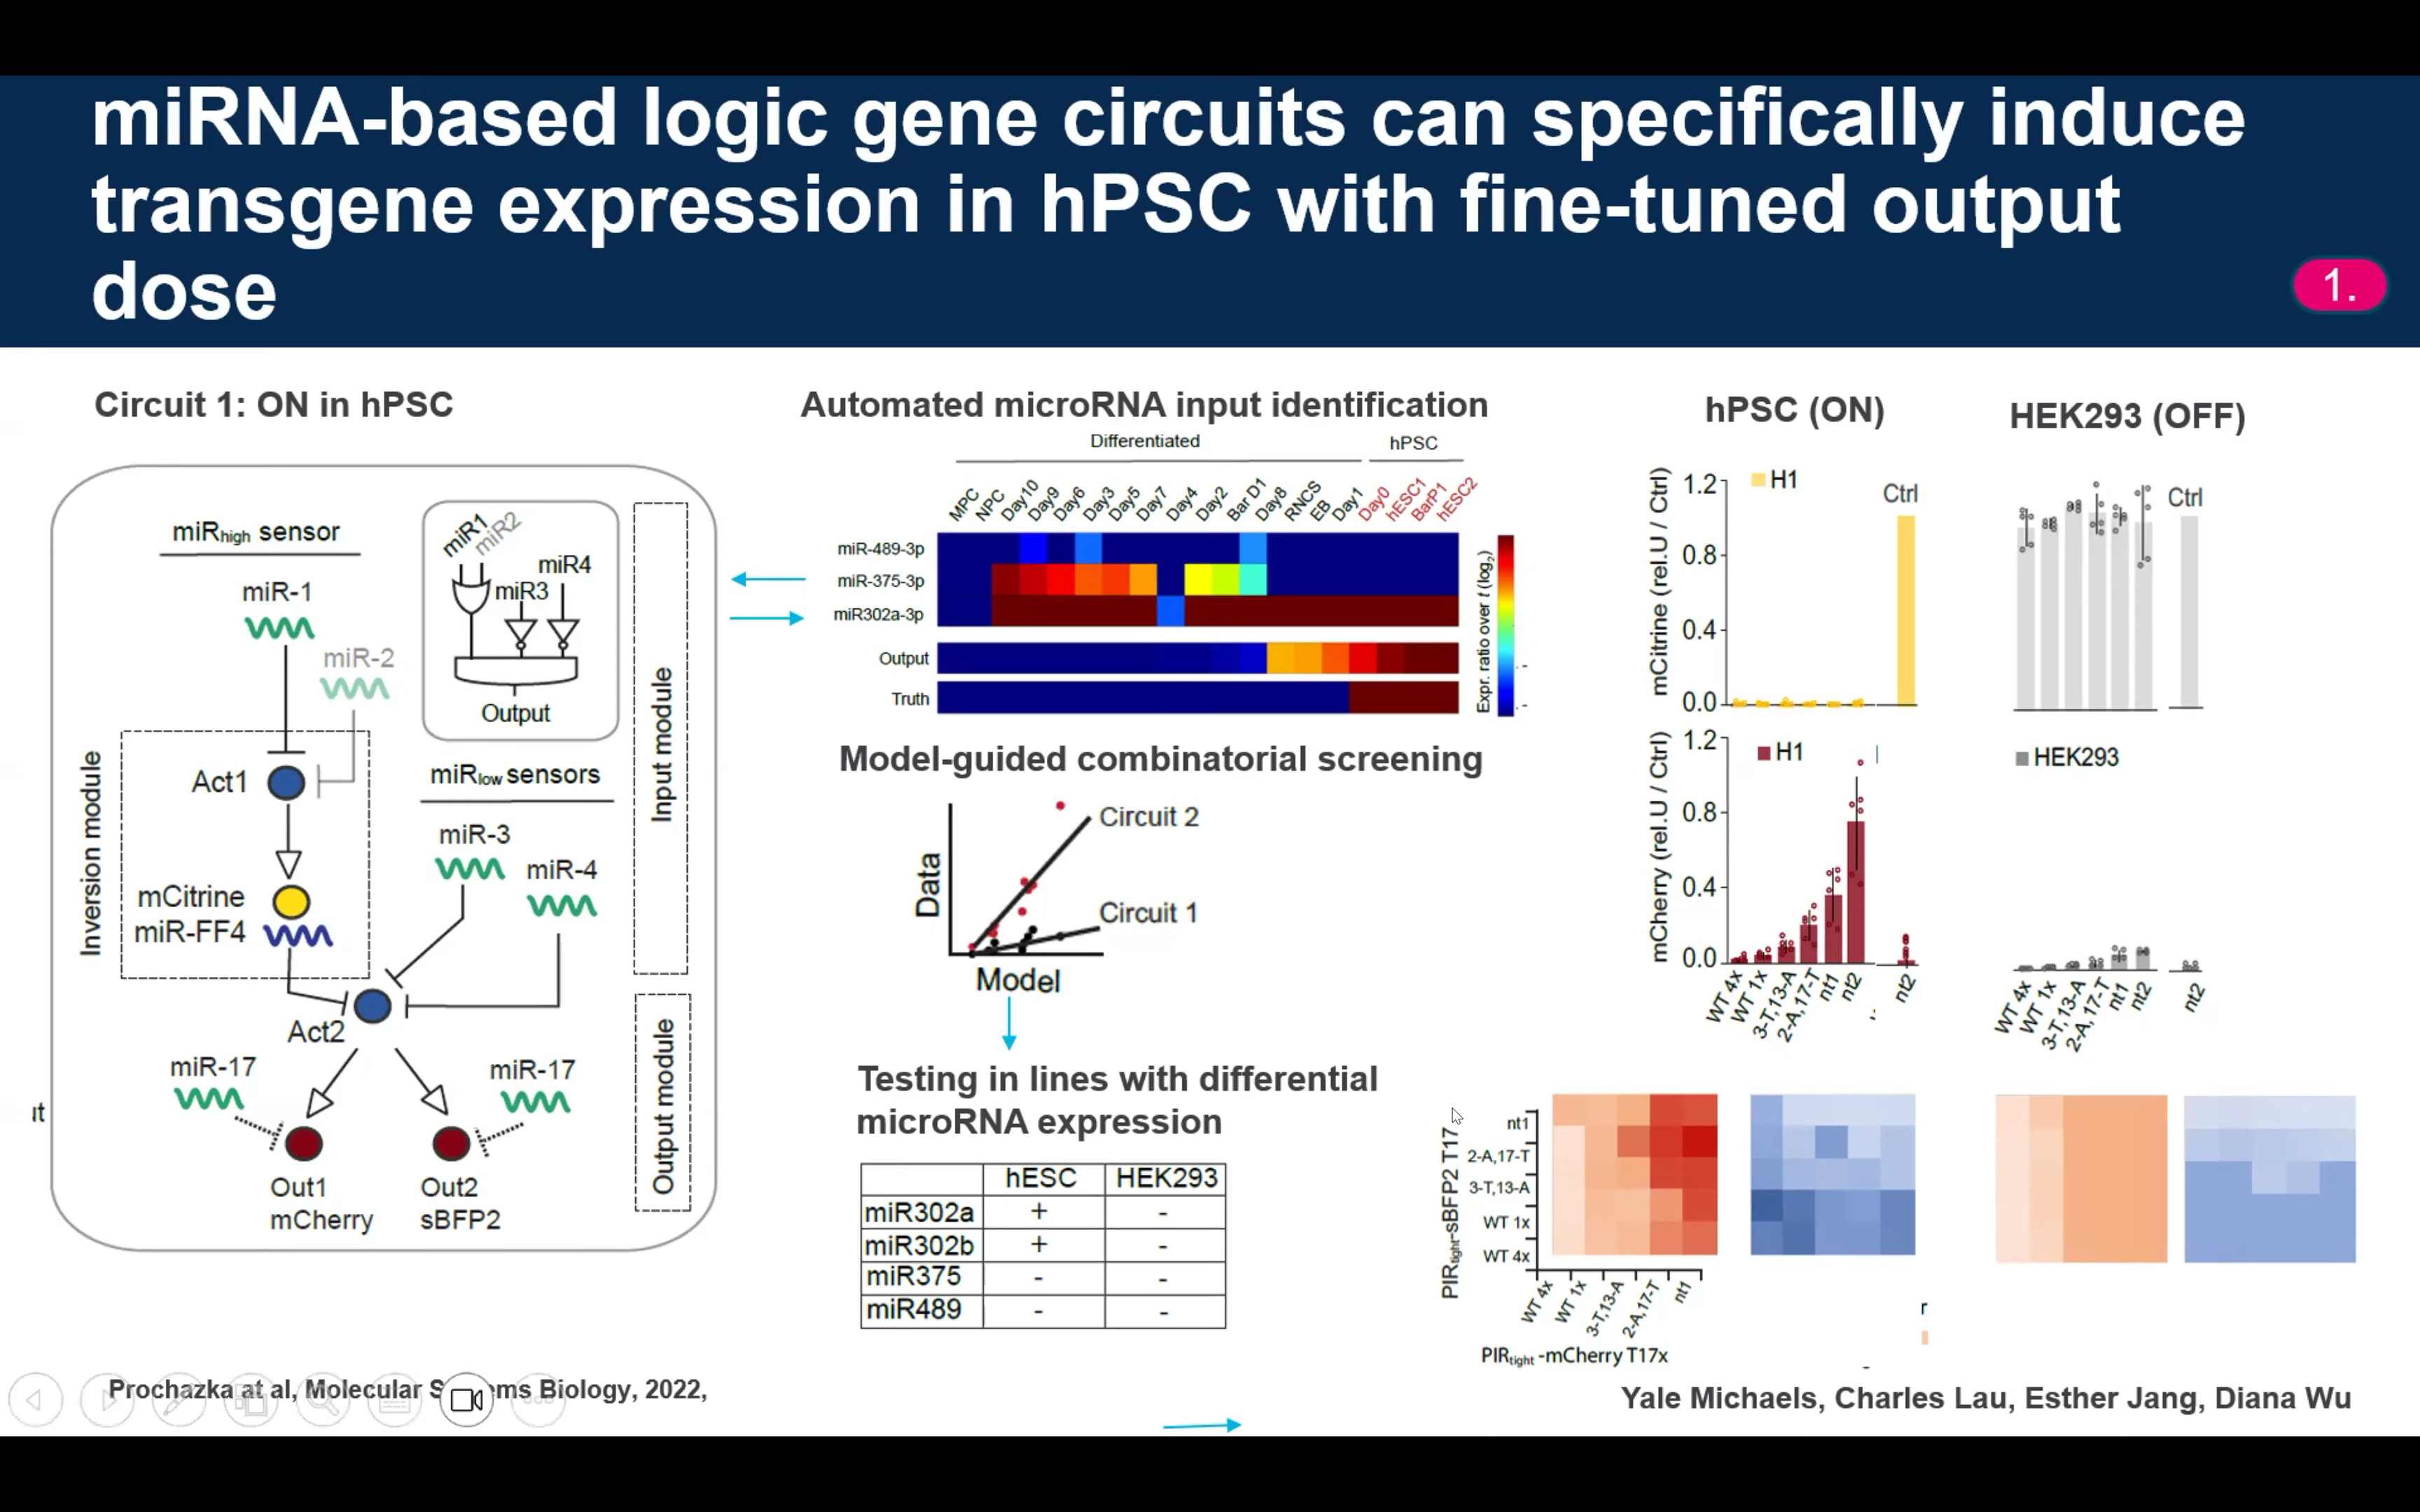 miRNA-based logic gene circuits can specifically induce
transgene expression in hPSC with fine-tuned output
dose
1.
Circuit 1: ON in hPSC
miRhigh sensor
miR-1
miR-2
miR1
miR2
miR3
miR4
Output
Act1
Inversion module
mCitrine
miR-FF4
miRlow sensors
miR-3
miR-4
Input module
Act2
miR-17
miR-17
Out1
mCherry
Out2
sBFP2
Output module
Automated microRNA input identification
Differentiated
hPSC
MPC
NPC
Day10
Day9
Day6
Day3
Day5
Day7
Day4
Day2
Bar D1
Day8
RNCS
EB
Day1
Day0
hESC1
BarP1
hESC2
miR-489-3p
miR-375-3p
miR302a-3p
Output
Truth
Expr. ratio over t (log2)
Model-guided combinatorial screening
Data
Circuit 2
Circuit 1
Model
Testing in lines with differential
microRNA expression
hESC HEK293
miR302a + -
miR302b + -
miR375 - -
miR489 - -
hPSC (ON)
HEK293 (OFF)
mCitrine (rel.U / Ctrl)
1.2
0.8
0.4
0.0
H1
Ctrl
Ctrl
mCherry (rel.U / Ctrl)
1.2
0.8
0.4
0.0
H1
HEK293
WT 4x
WT 1x
3-T,13-A
2-A,17-T
nt1
nt2
nt2
WT 4x
WT 1x
3-T,13-A
2-A,17-T
nt1
nt2
nt2
PIRtight-sBFP2 T17
nt1
2-A,17-T
3-T,13-A
WT 1x
WT 4x
WT 4x
WT 1x
3-T,13-A
2-A,17-T
nt1
PIRtight -mCherry T17x
Prochazka at al, Molecular Biology, 2022,
Yale Michaels, Charles Lau, Esther Jang, Diana Wu